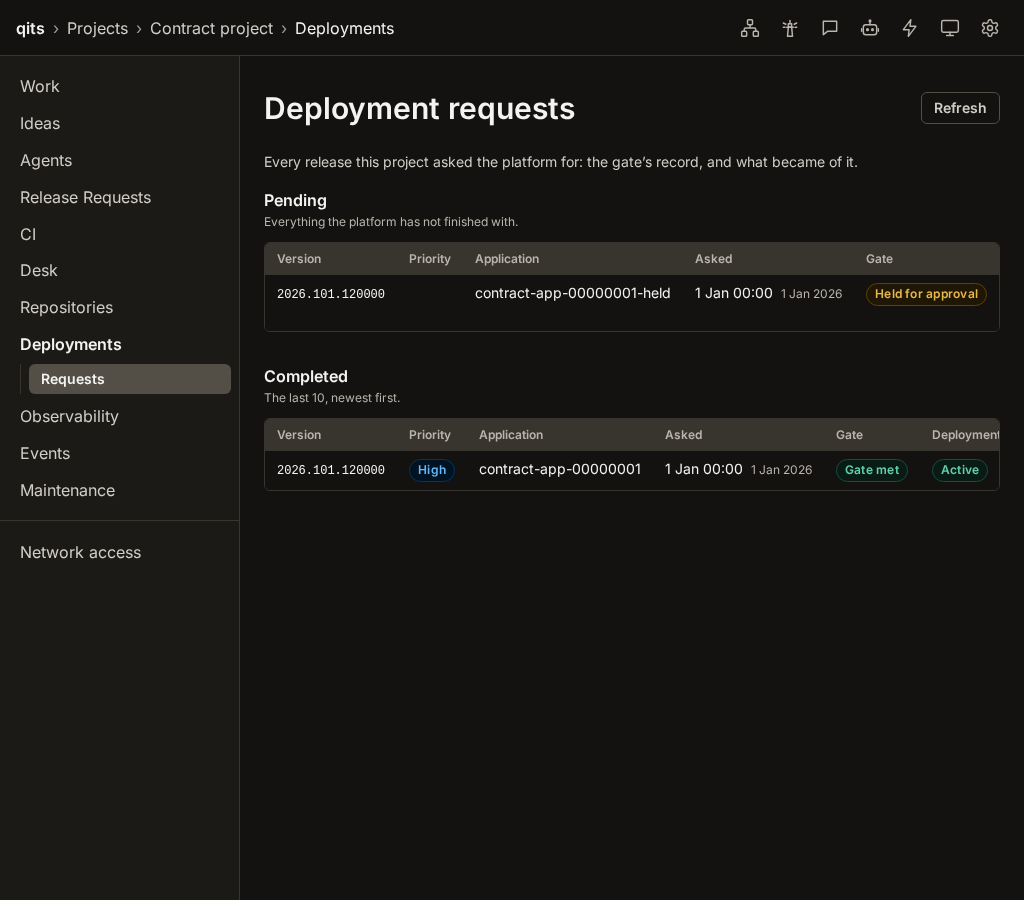 qits › Projects › Contract project › Deployments
Work
Ideas
Agents
Release Requests
CI
Desk
Repositories
Deployments
Requests
Observability
Events
Maintenance
Network access
Deployment requests
Refresh
Every release this project asked the platform for: the gate’s record, and what became of it.
Pending
Everything the platform has not finished with.
Version Priority Application Asked Gate
2026.101.120000 contract-app-00000001-held 1 Jan 00:00 1 Jan 2026 Held for approval
Completed
The last 10, newest first.
Version Priority Application Asked Gate Deployment
2026.101.120000 High contract-app-00000001 1 Jan 00:00 1 Jan 2026 Gate met Active